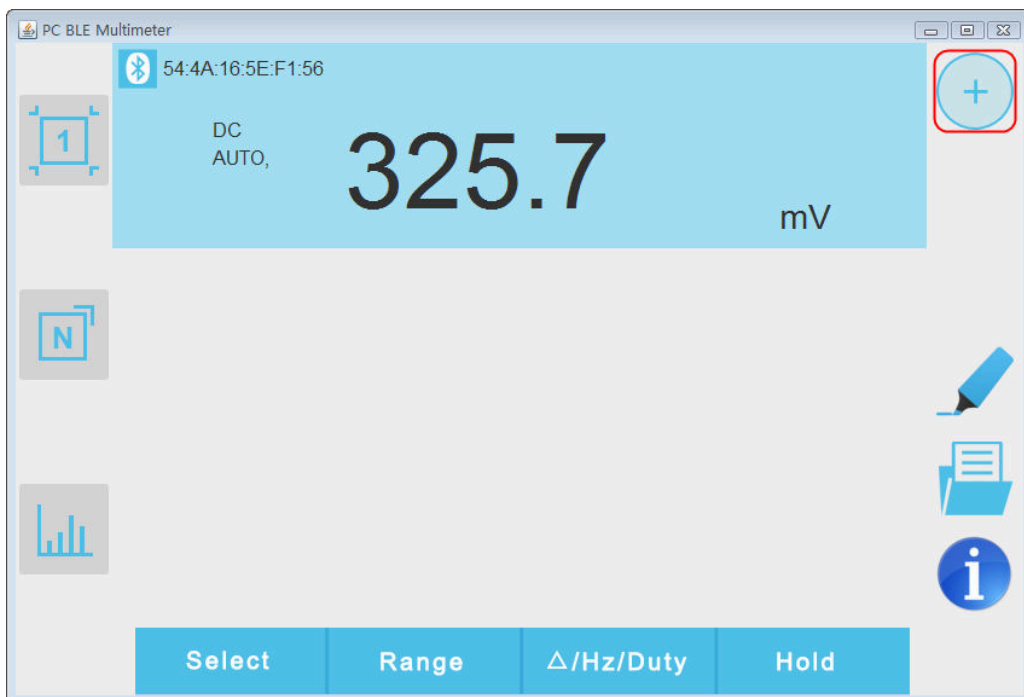 PC BLE Multimeter
54:4A:16:5E:F1:56
DC
AUTO,
325.7
mV
1
N
Select
Range
△/Hz/Duty
Hold